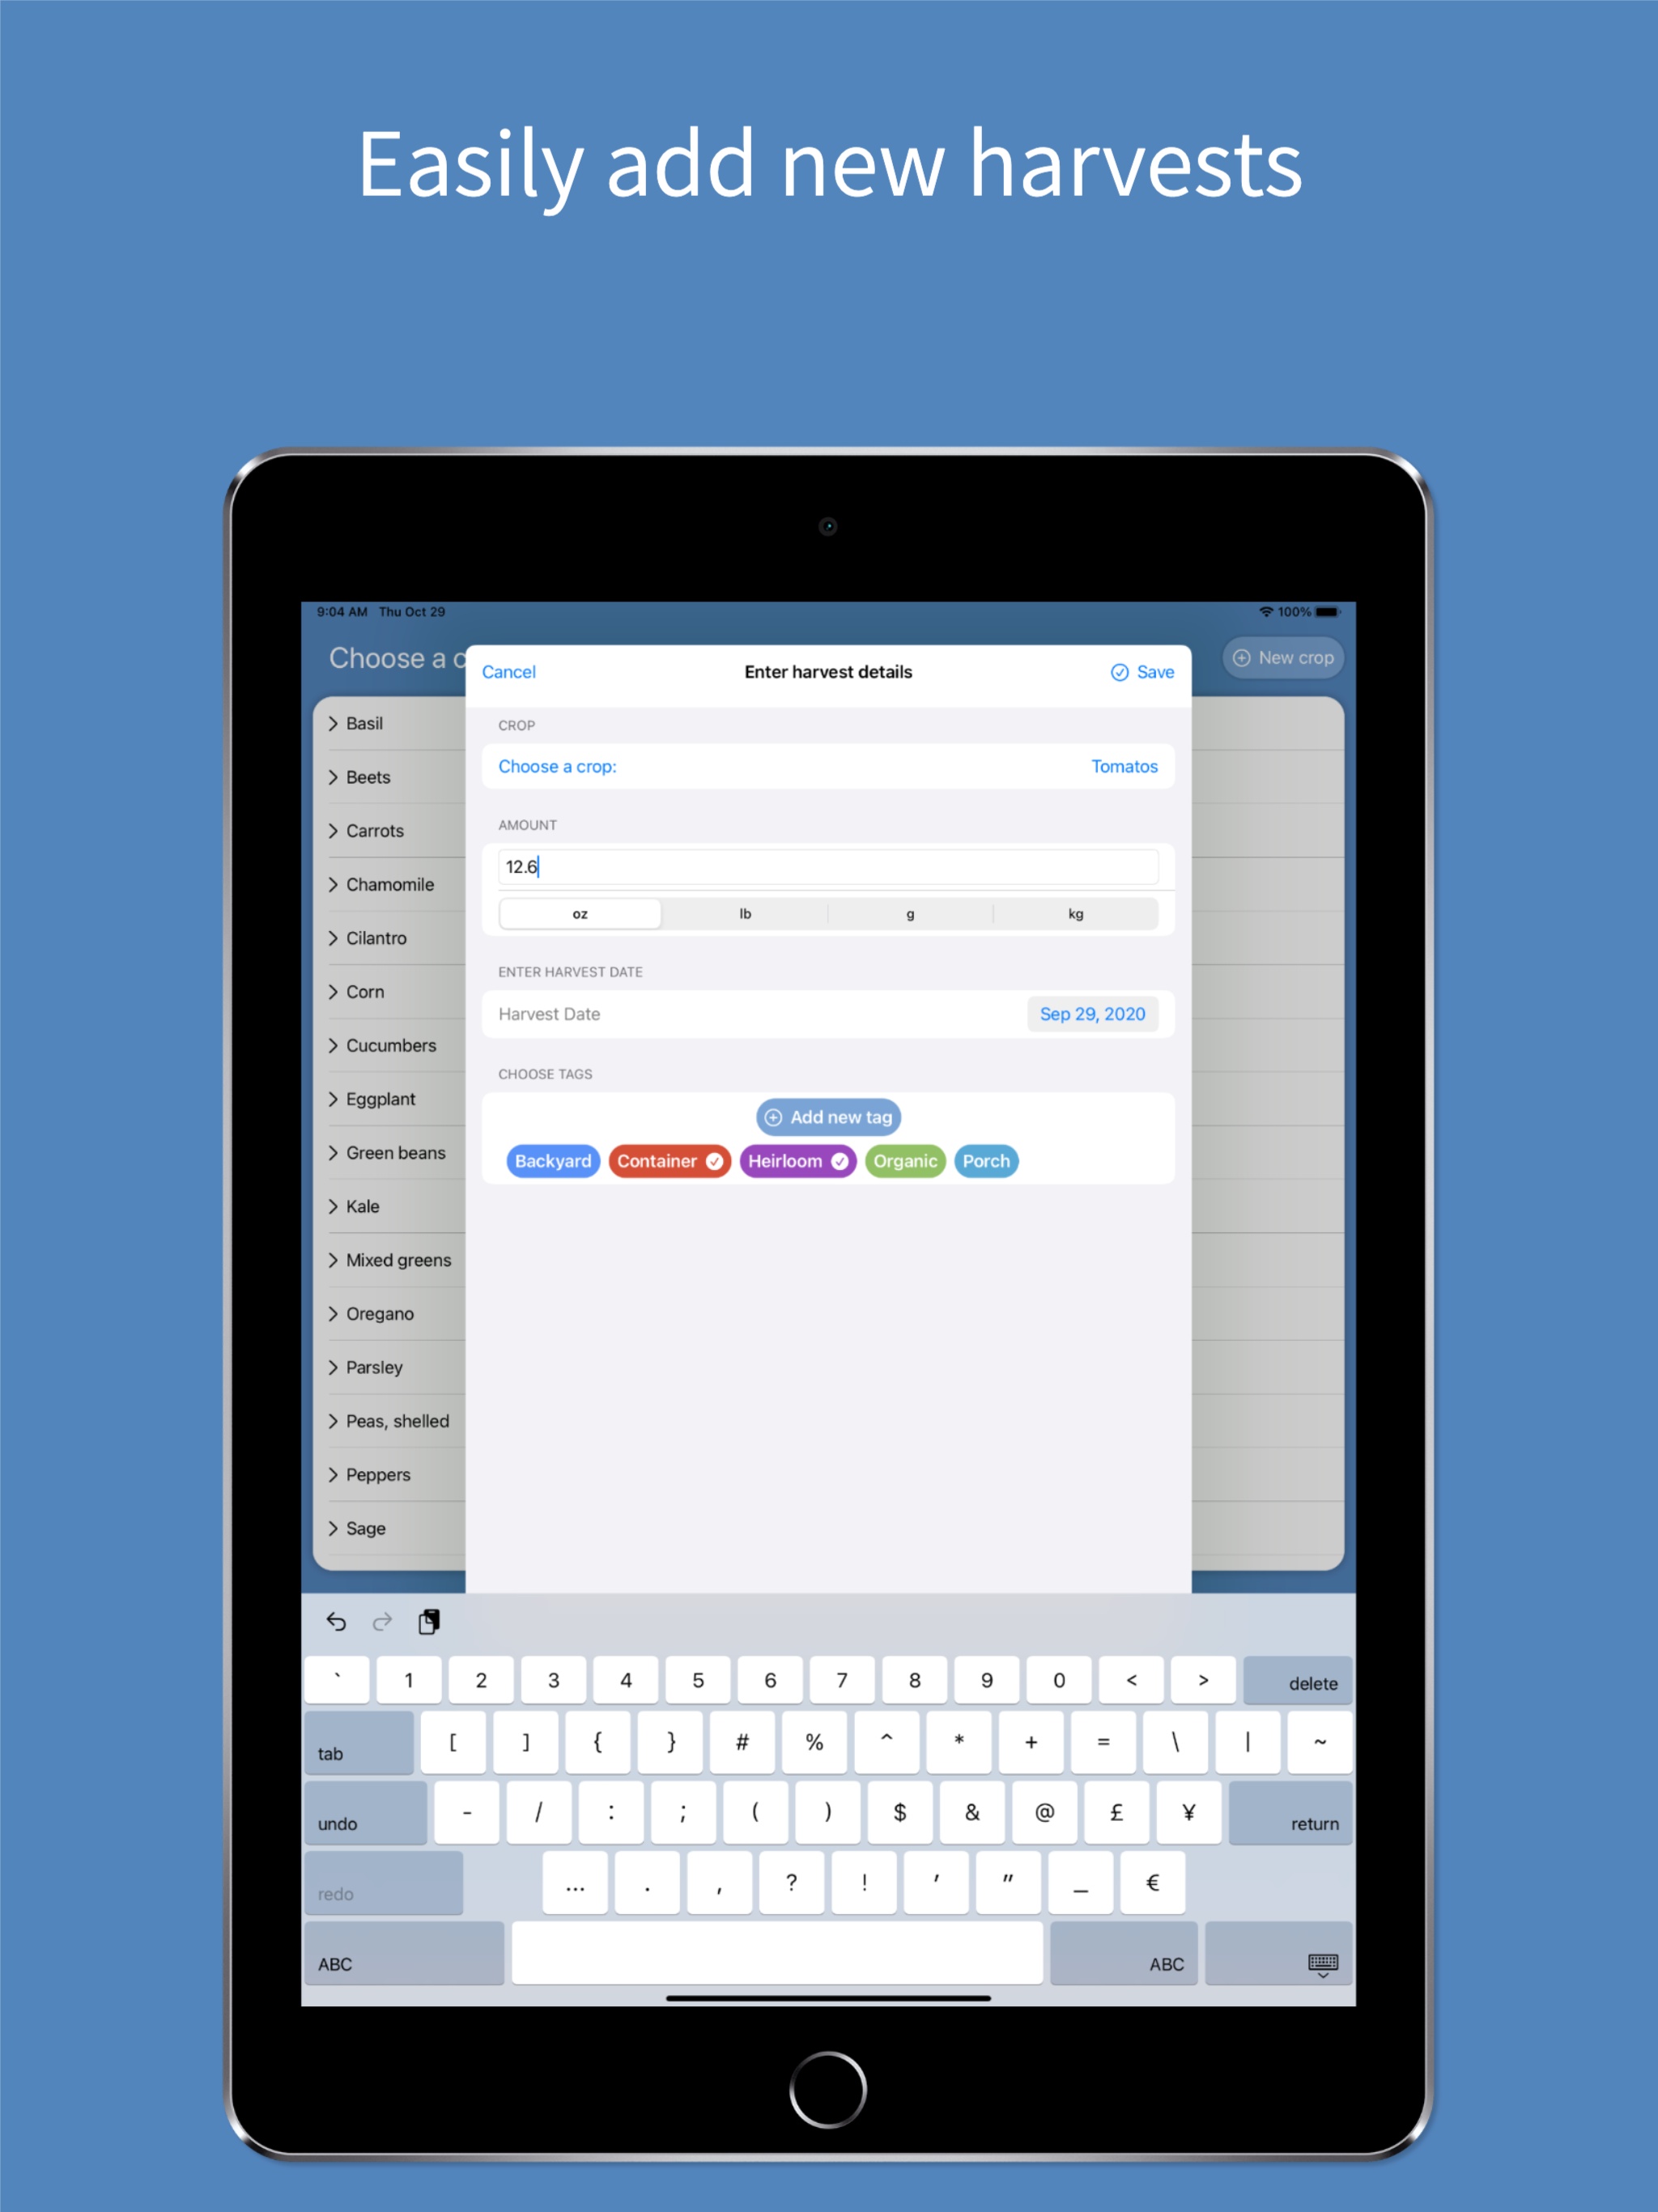 Easily add new harvests
9:04 AM Thu Oct 29
100%
Choose a c
New crop
Cancel
Enter harvest details
Save
Basil
Beets
Carrots
Chamomile
Cilantro
Corn
Cucumbers
Eggplant
Green beans
Kale
Mixed greens
Oregano
Parsley
Peas, shelled
Peppers
Sage
CROP
Choose a crop: Tomatos
AMOUNT
12.6
oz lb g kg
ENTER HARVEST DATE
Harvest Date Sep 29, 2020
CHOOSE TAGS
Add new tag
Backyard Container Heirloom Organic Porch
` 1 2 3 4 5 6 7 8 9 0 < > delete
tab [ ] { } # % ^ * + = \ | ~
undo - / : ; ( ) $ & @ £ ¥ return
redo ... . , ? ! ' " _ €
ABC ABC